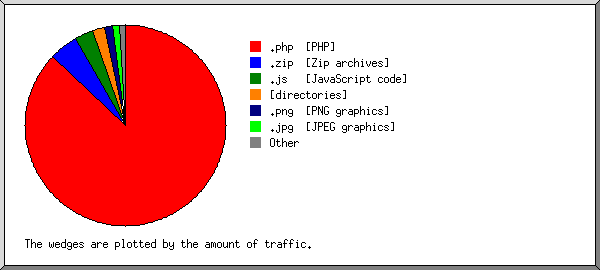 .php [PHP]
.zip [Zip archives]
.js [JavaScript code]
[directories]
.png [PNG graphics]
.jpg [JPEG graphics]
Other
The wedges are plotted by the amount of traffic.